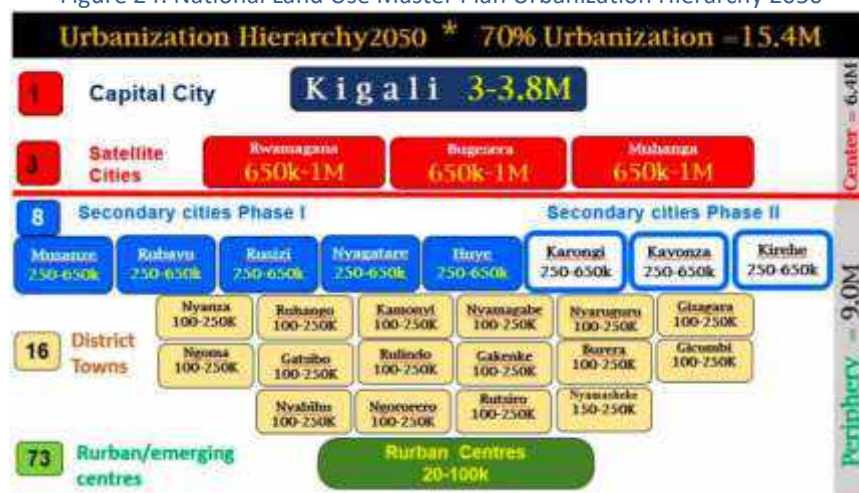 Figure 24: National Land Use Master Plan Urbanization Hierarchy 2050
Urbanization Hierarchy2050 * 70% Urbanization =15.4M
1 Capital City Kigali 3-3.8M
3 Satellite Cities
Rwamagana 650k-1M
Bugesera 650k-1M
Muhanga 650k-1M
Center = 6.4M
8 Secondary cities Phase I Secondary cities Phase II
Musanze 250-650k
Rubavu 250-650k
Rusizi 250-650k
Nyagatare 250-650k
Huye 250-650k
Karongi 250-650k
Kayonza 250-650k
Kirehe 250-650k
16 District Towns
Nyanza 100-250K
Ruhango 100-250K
Kamonyi 100-250K
Nyamagabe 100-250K
Nyaruguru 100-250K
Gisagara 100-250K
Ngoma 100-250K
Gatsibo 100-250K
Rulindo 100-250K
Gakenke 100-250K
Burera 100-250K
Gicumbi 100-250K
Nyabihu 100-250K
Ngororero 100-250K
Rutsiro 100-250K
Nyamasheke 150-250K
Periphery = 9.0M
73 Rurban/emerging centres
Rurban Centres
20-100k